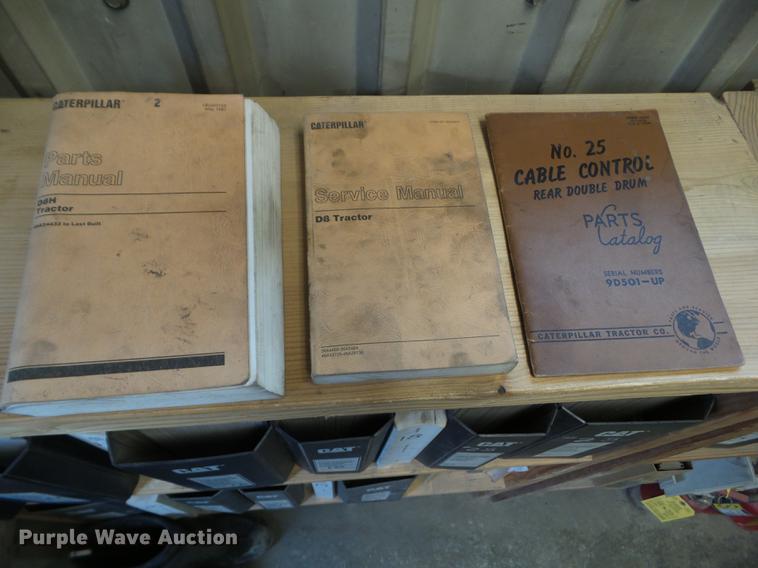 CATERPILLAR
2
Parts
Manual
D8H
Tractor
to Last Built
CATERPILLAR
Service Manual
D8 Tractor
No. 25
CABLE CONTROL
REAR DOUBLE DRUM
PARTS
Catalog
SERIAL NUMBERS
9D501-UP
CATERPILLAR TRACTOR CO.
CAT
CAT
CAT
CAT
Purple Wave Auction